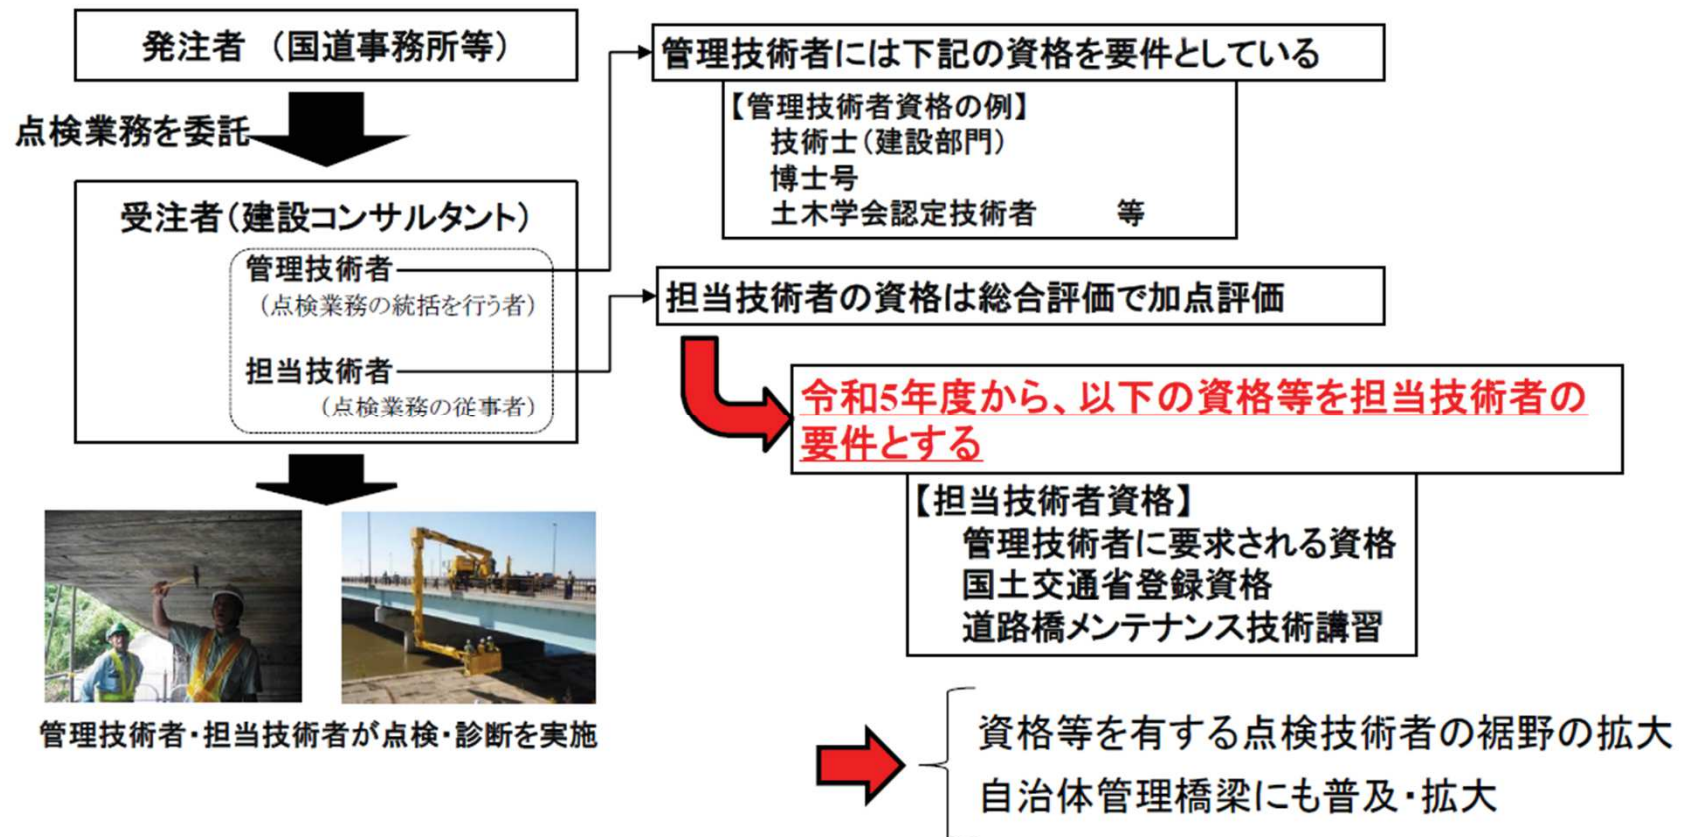 発注者 (国道事務所等)
点検業務を委託
受注者(建設コンサルタント)
管理技術者
(点検業務の統括を行う者)
担当技術者
(点検業務の従事者)
管理技術者・担当技術者が点検・診断を実施
管理技術者には下記の資格を要件としている
【管理技術者資格の例】
技術士(建設部門)
博士号
土木学会認定技術者 等
担当技術者の資格は総合評価で加点評価
令和5年度から、以下の資格等を担当技術者の
要件とする
【担当技術者資格】
管理技術者に要求される資格
国土交通省登録資格
道路橋メンテナンス技術講習
資格等を有する点検技術者の裾野の拡大
自治体管理橋梁にも普及・拡大